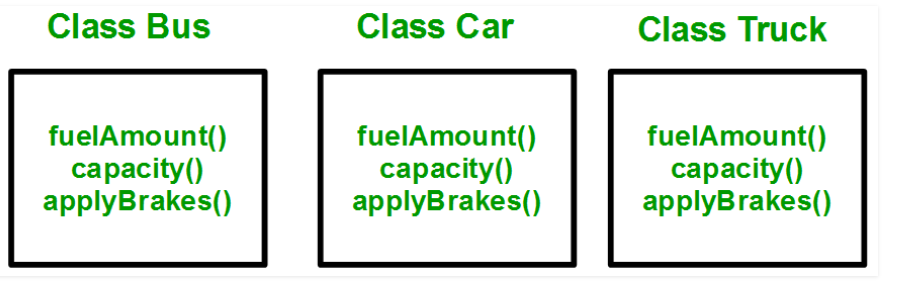 Class Bus
fuelAmount()
capacity()
applyBrakes()
Class Car
fuelAmount()
capacity()
applyBrakes()
Class Truck
fuelAmount()
capacity()
applyBrakes()